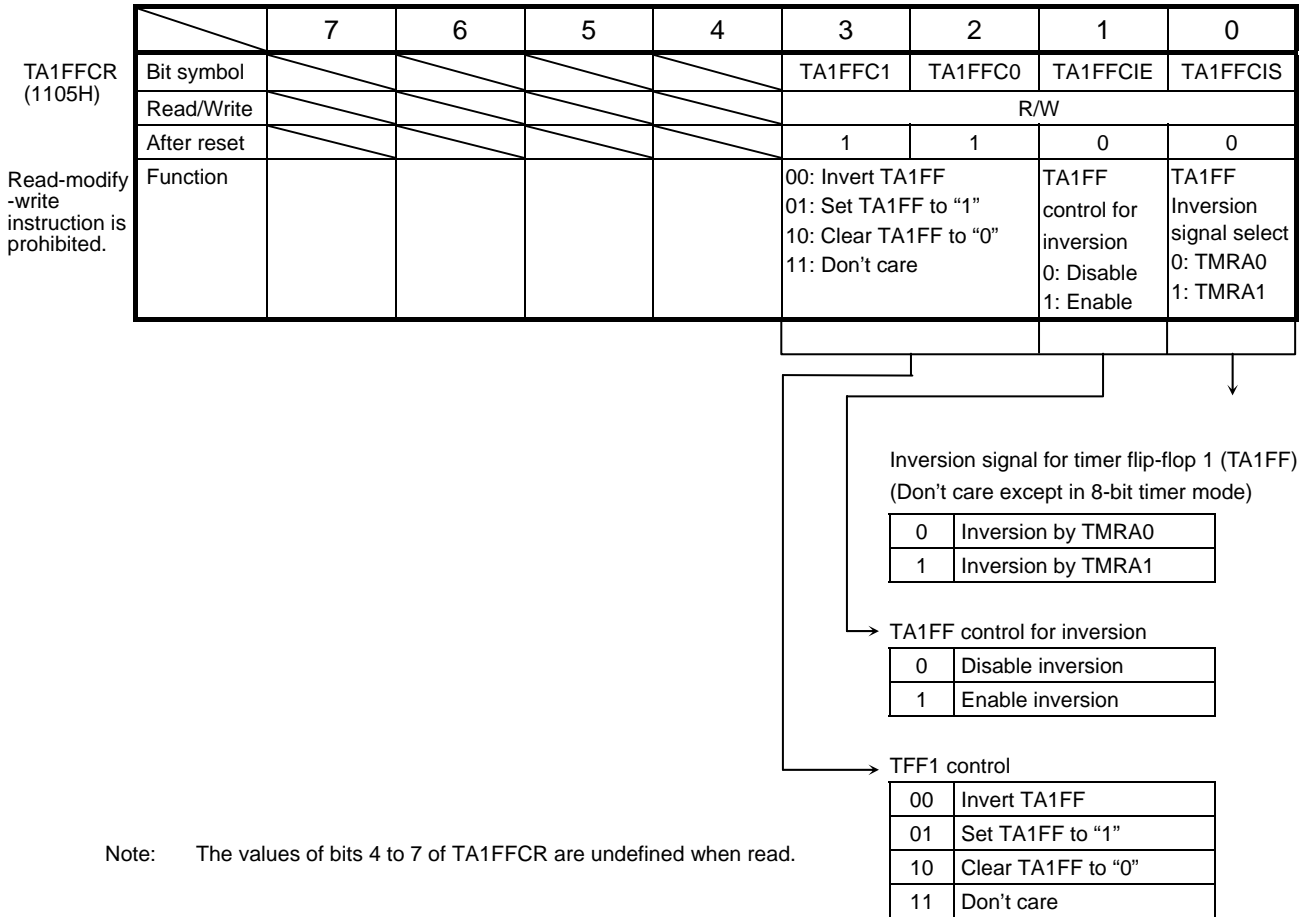 7 6 5 4 3 2 1 0
TA1FFCR
(1105H)
Bit symbol TA1FFC1 TA1FFC0 TA1FFCIE TA1FFCIS
Read/Write R/W
After reset 1 1 0 0
Read-modify
-write
instruction is
prohibited.
Function
00: Invert TA1FF
01: Set TA1FF to “1”
10: Clear TA1FF to “0”
11: Don’t care
TA1FF
control for
inversion
0: Disable
1: Enable
TA1FF
Inversion
signal select
0: TMRA0
1: TMRA1
Inversion signal for timer flip-flop 1 (TA1FF)
(Don’t care except in 8-bit timer mode)
0 Inversion by TMRA0
1 Inversion by TMRA1
TA1FF control for inversion
0 Disable inversion
1 Enable inversion
TFF1 control
00 Invert TA1FF
01 Set TA1FF to “1”
10 Clear TA1FF to “0”
11 Don’t care
Note: The values of bits 4 to 7 of TA1FFCR are undefined when read.